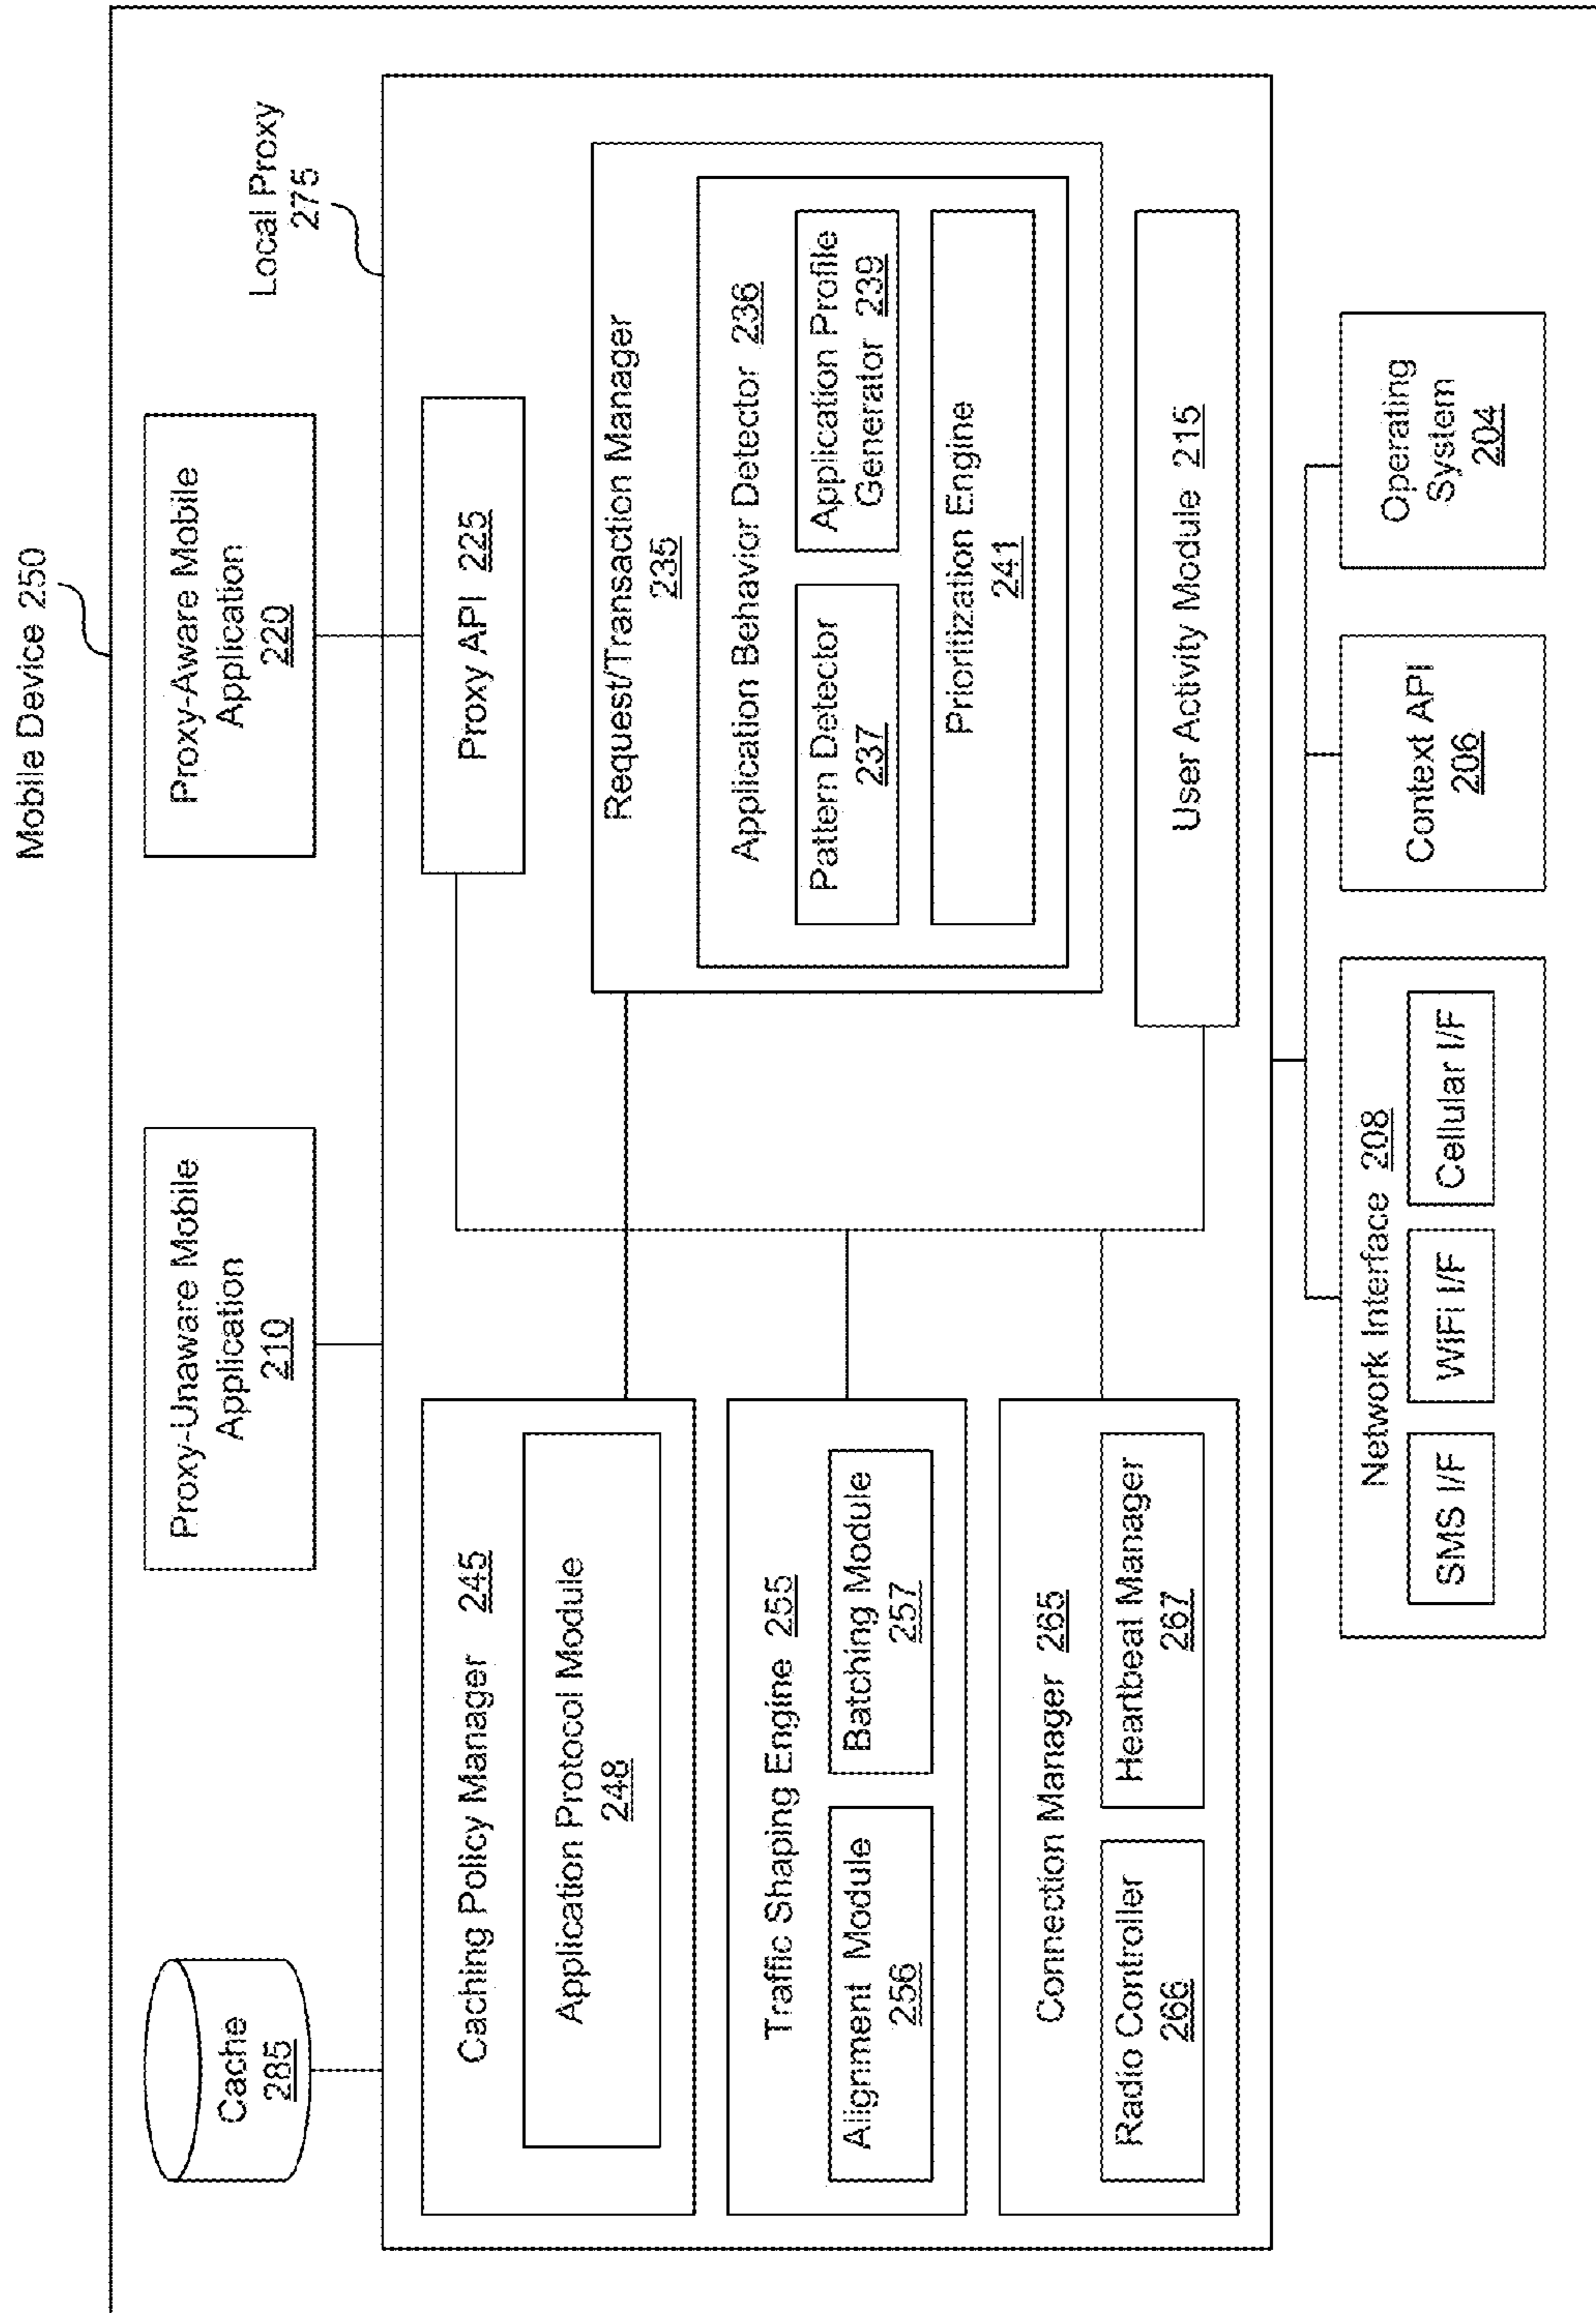 Mobile Device 250
Cache
285
Proxy-Unaware Mobile
Application
210
Proxy-Aware Mobile
Application
220
Local Proxy
275
Caching Policy Manager 245
Application Protocol Module
248
Traffic Shaping Engine 255
Alignment Module
256
Batching Module
257
Connection Manager 265
Radio Controller
266
Heartbeat Manager
267
Proxy API 225
Request/Transaction Manager
235
Application Behavior Detector 236
Pattern Detector
237
Application Profile
Generator 239
Prioritization Engine
241
User Activity Module 215
Network Interface 208
SMS I/F
WiFi I/F
Cellular I/F
Context API
206
Operating
System
204